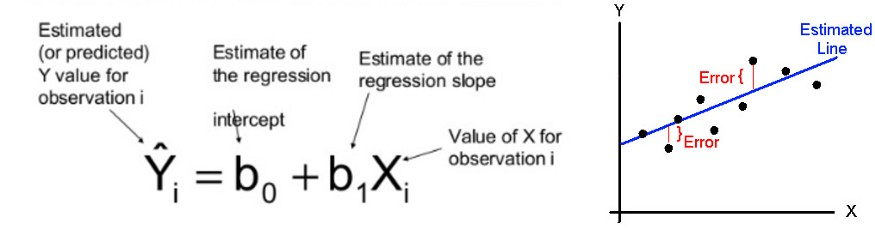 Estimated
(or predicted)
Y value for
observation i
Estimate of
the regression
intercept
Estimate of the
regression slope
Value of X for
observation i
Ŷᵢ = b₀ + b₁Xᵢ
Y
Estimated
Line
Error {
} Error
X